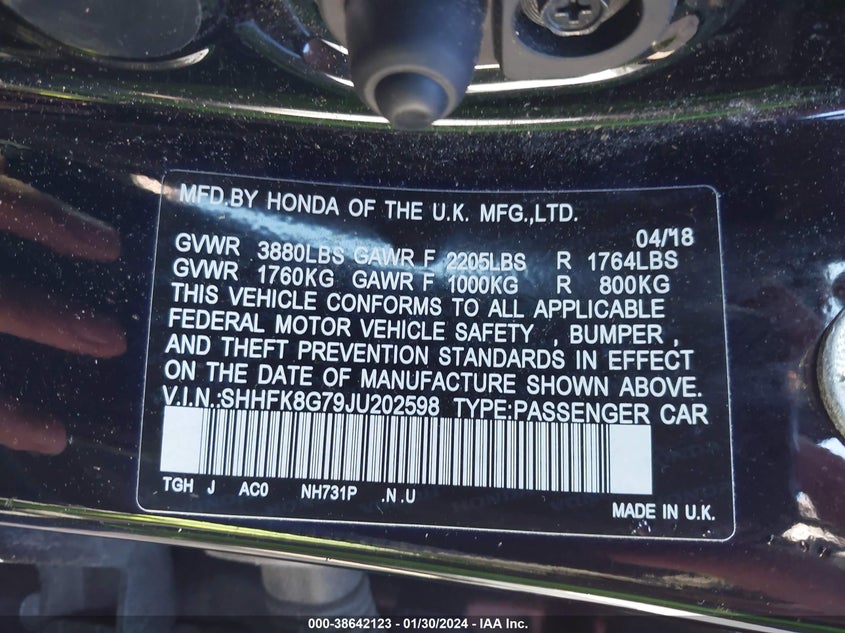 MFD.BY HONDA OF THE U.K. MFG.,LTD.
04/'18
GVWR 3880LBS GAWR F 2205LBS R 1764LBS
GVWR 1760KG GAWR F 1000KG R 800KG
THIS VEHICLE CONFORMS TO ALL APPLICABLE
FEDERAL MOTOR VEHICLE SAFETY , BUMPER ,
AND THEFT PREVENTION STANDARDS IN EFFECT
ON THE DATE OF MANUFACTURE SHOWN ABOVE.
V.I.N.:SHHFK8G79JU202598 TYPE:PASSENGER CAR
TGH J AC0 NH731P .N.U
MADE IN U.K.
000-38642123 — 01/30/2024 — IAA Inc.